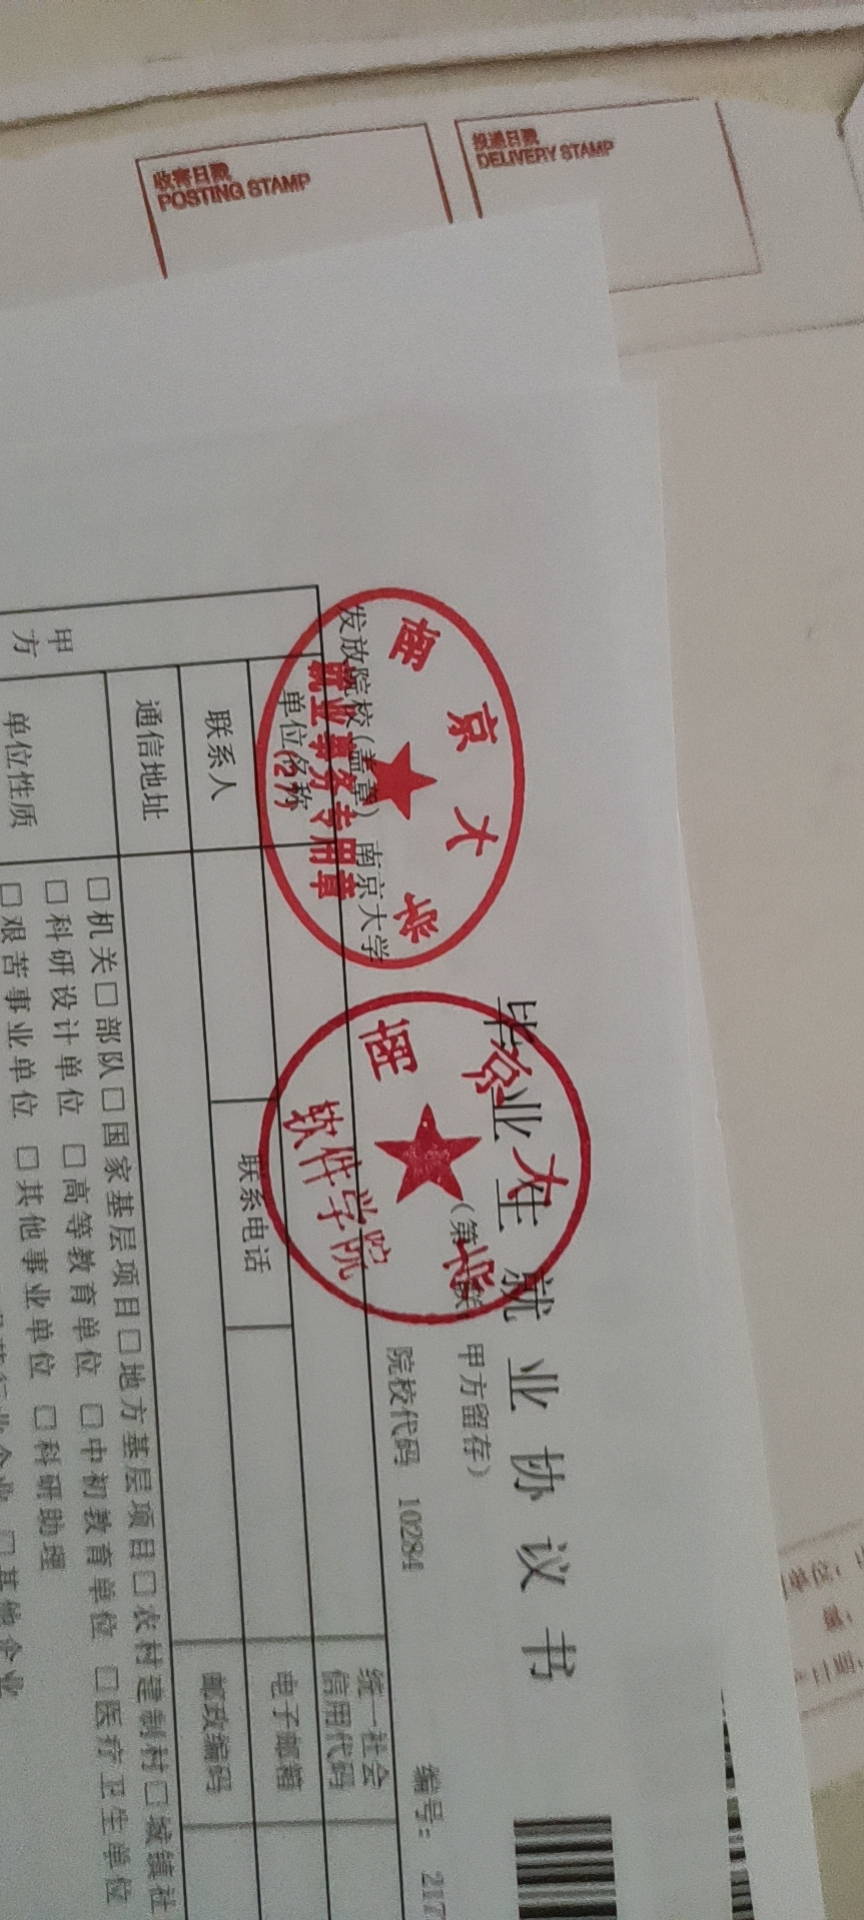 收寄日戳
POSTING STAMP
投递日戳
DELIVERY STAMP
毕业生就业协议书
甲方留存）
发放院校（盖章）南京大学
院校代码 10284
编号： 217
南京大学
就业事务专用章
(27)
南京大学
软件学院
甲方
单位名称
统一社会
信用代码
联系人
联系电话
电子邮箱
通信地址
邮政编码
单位性质
□机关□部队□国家基层项目□地方基层项目□农村建制村□城镇社
□科研设计单位 □高等教育单位 □中初教育单位 □医疗卫生单位
□艰苦事业单位 □其他事业单位 □科研助理
□其他企业